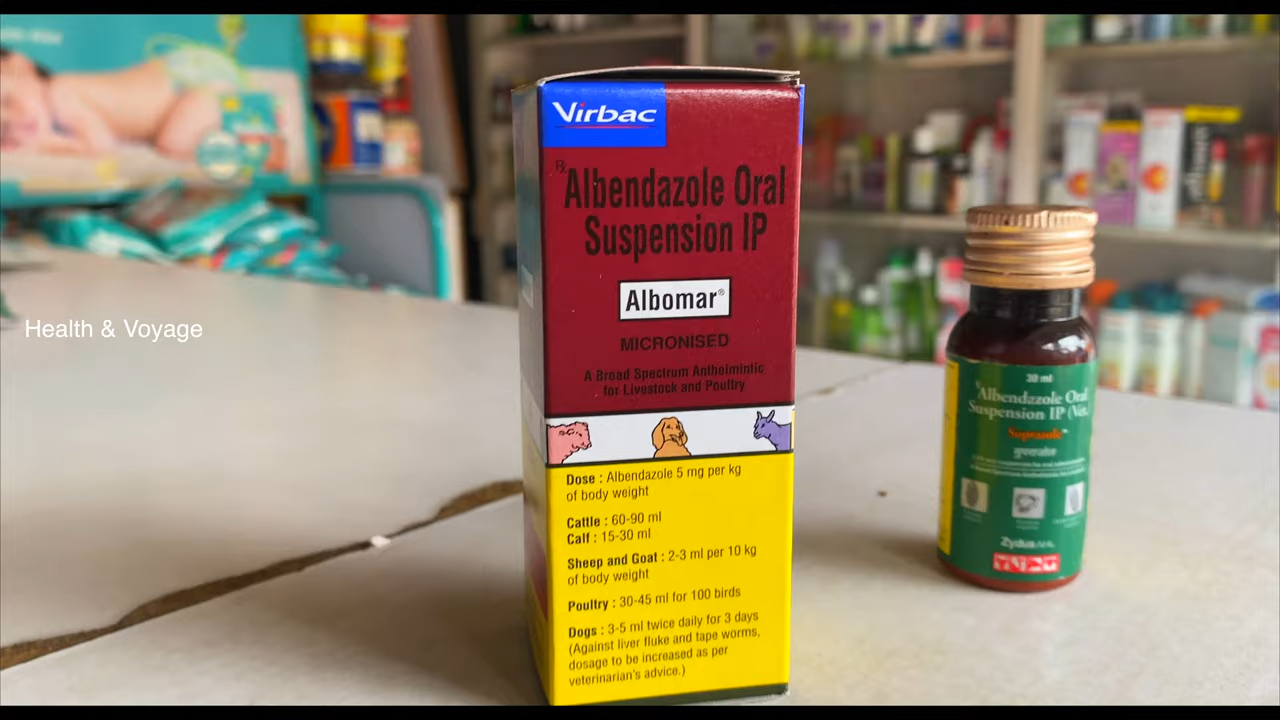 Virbac
Rx
Albendazole Oral
Suspension IP
Albomar®
MICRONISED
A Broad Spectrum Anthelmintic
for Livestock and Poultry
Dose : Albendazole 5 mg per kg
of body weight
Cattle : 60-90 ml
Calf : 15-30 ml
Sheep and Goat : 2-3 ml per 10 kg
of body weight
Poultry : 30-45 ml for 100 birds
Dogs : 3-5 ml twice daily for 3 days
(Against liver fluke and tape worms,
dosage to be increased as per
veterinarian's advice.)
Health & Voyage
30 ml
Albendazole Oral
Suspension IP (Vet.
Zydus AHL